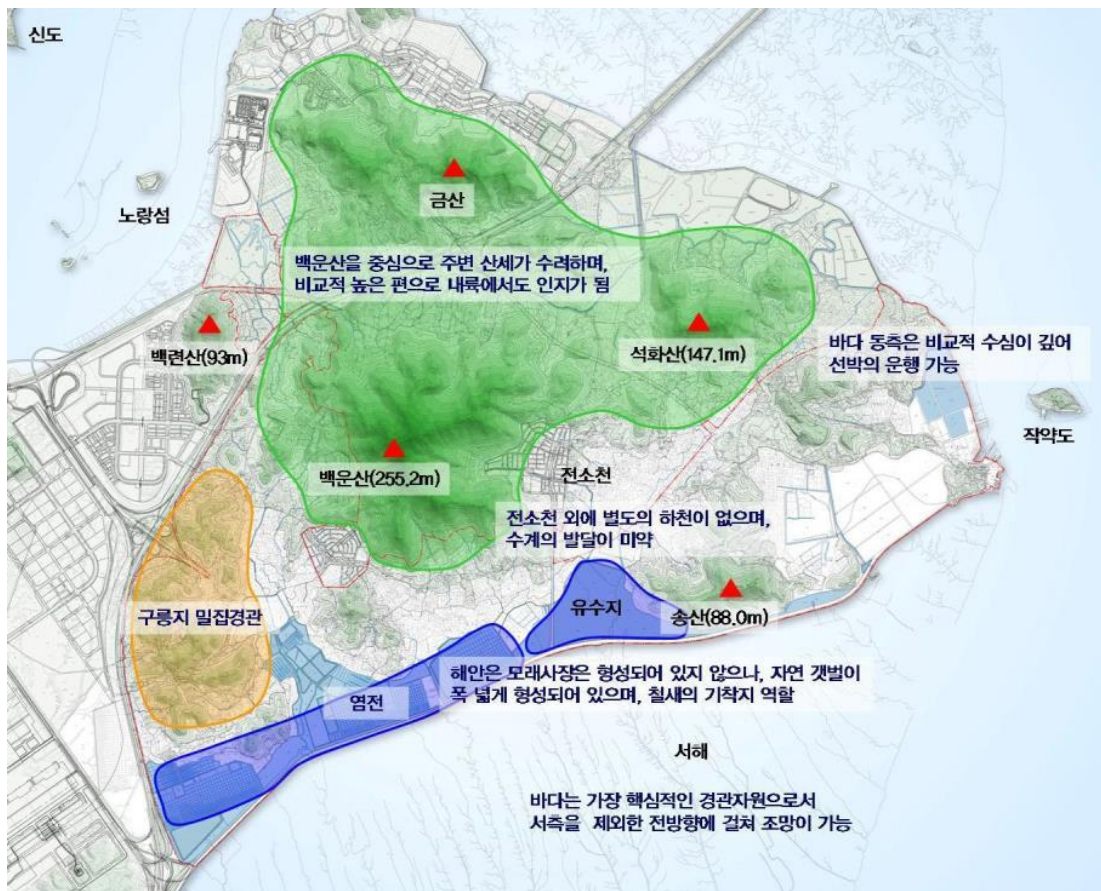 신도
노랑섬
금산
백운산을 중심으로 주변 산세가 수려하며,
비교적 높은 편으로 내륙에서도 인지가 됨
백련산(93m)
석화산(147.1m)
바다 동측은 비교적 수심이 깊어
선박의 운행 가능
작약도
백운산(255.2m)
전소천
전소천 외에 별도의 하천이 없으며,
수계의 발달이 미약
구릉지 밀집경관
유수지
송산(88.0m)
해안은 모래사장은 형성되어 있지 않으나, 자연 갯벌이
폭 넓게 형성되어 있으며, 철새의 기착지 역할
염전
서해
바다는 가장 핵심적인 경관자원으로서
서측을 제외한 전방향에 걸쳐 조망이 가능